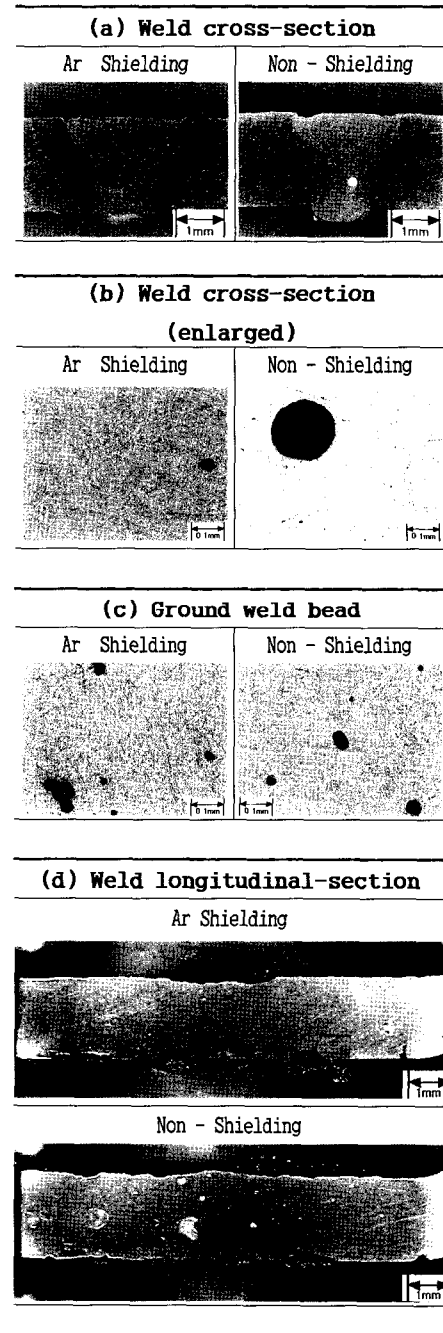 (a) Weld cross-section
Ar Shielding
Non - Shielding
1mm
1mm
(b) Weld cross-section
(enlarged)
Ar Shielding
Non - Shielding
0.1mm
0.1mm
(c) Ground weld bead
Ar Shielding
Non - Shielding
0.1mm
0.1mm
(d) Weld longitudinal-section
Ar Shielding
1mm
Non - Shielding
1mm